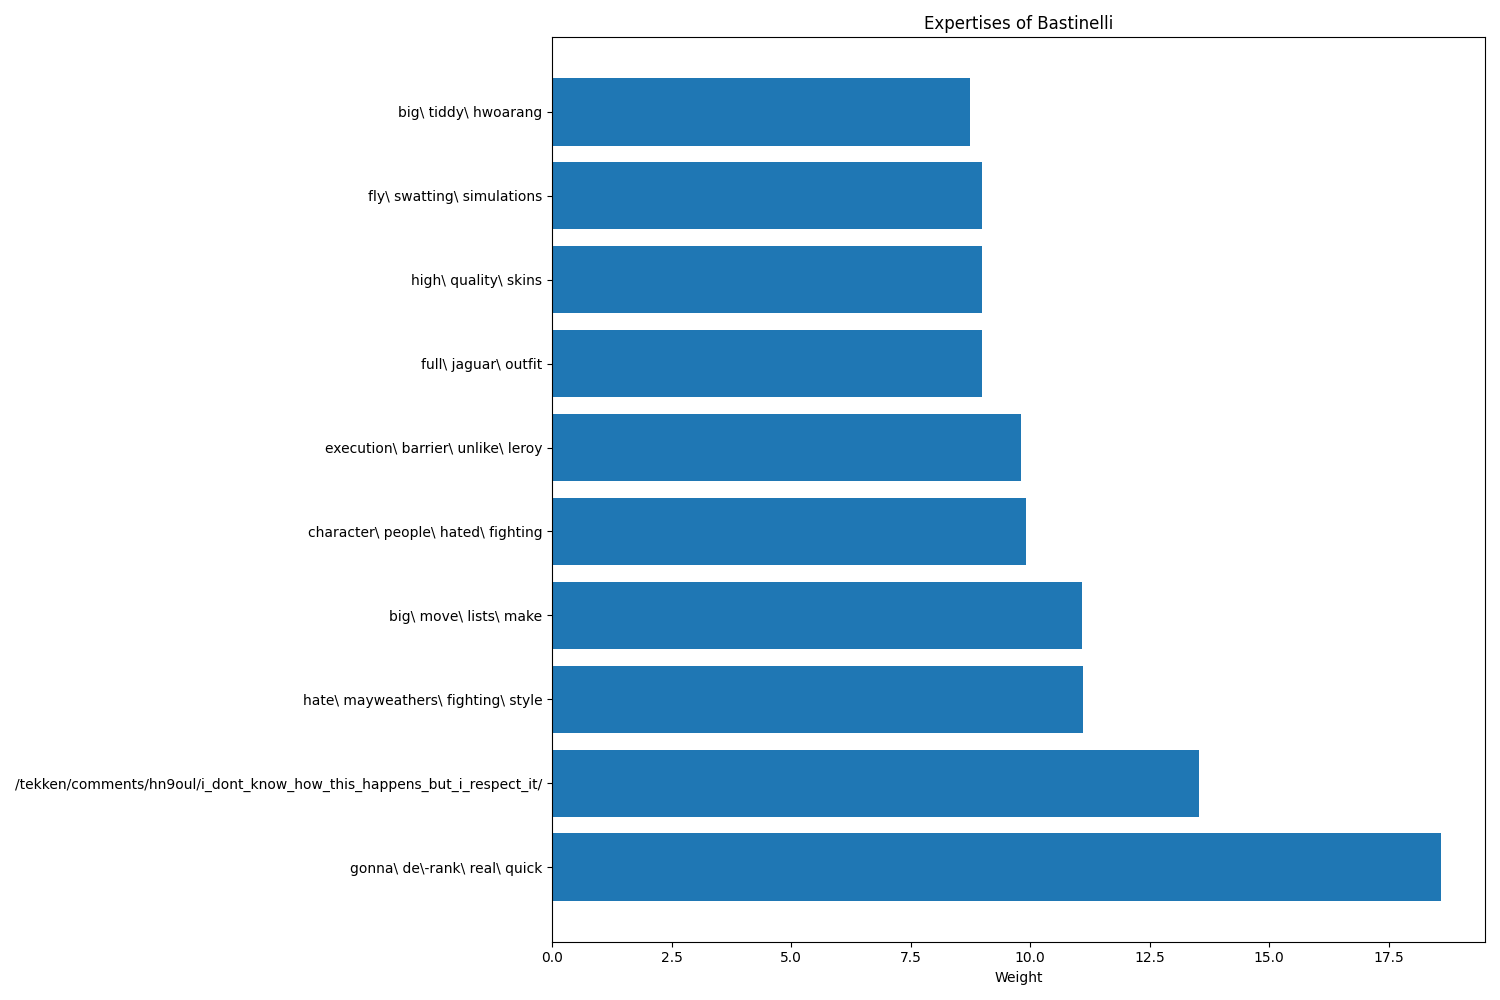 Expertises of Bastinelli
big\ tiddy\ hwoarang
fly\ swatting\ simulations
high\ quality\ skins
full\ jaguar\ outfit
execution\ barrier\ unlike\ leroy
character\ people\ hated\ fighting
big\ move\ lists\ make
hate\ mayweathers\ fighting\ style
/tekken/comments/hn9oul/i_dont_know_how_this_happens_but_i_respect_it/
gonna\ de\-rank\ real\ quick
0.0 2.5 5.0 7.5 10.0 12.5 15.0 17.5
Weight